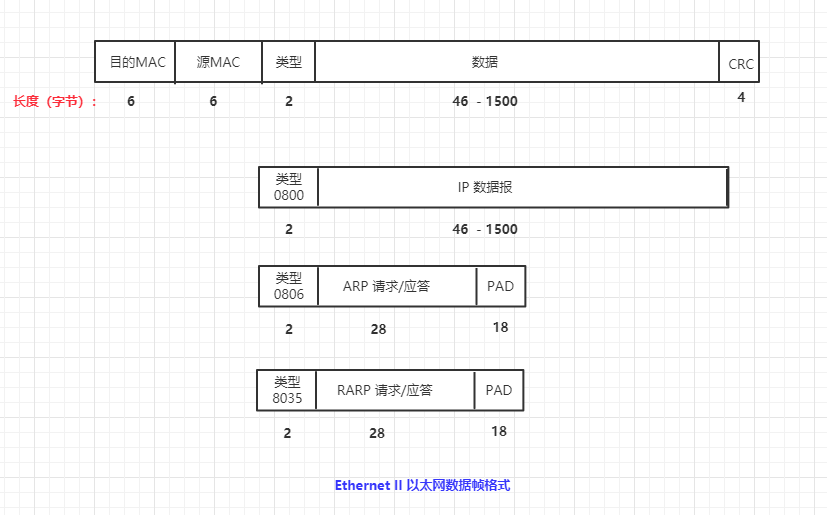 目的MAC 源MAC 类型 数据 CRC
长度（字节）： 6 6 2 46 - 1500 4
类型
0800
IP 数据报
2 46 - 1500
类型
0806
ARP 请求/应答 PAD
2 28 18
类型
8035
RARP 请求/应答 PAD
2 28 18
Ethernet II 以太网数据帧格式